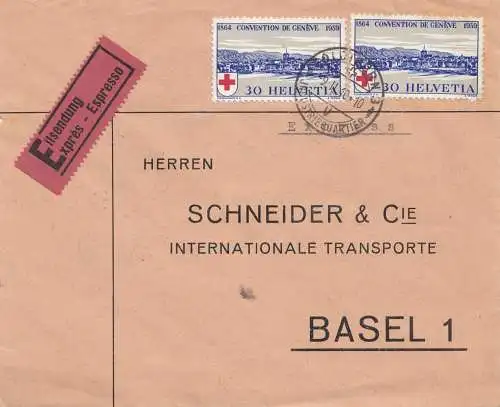 1864 CONVENTION DE GENÈVE 1939
30 HELVETIA
1864 CONVENTION DE GENÈVE 1939
30 HELVETIA
Eilsendung
Exprès - Espresso
HERREN
SCHNEIDER & CIE
INTERNATIONALE TRANSPORTE
BASEL 1